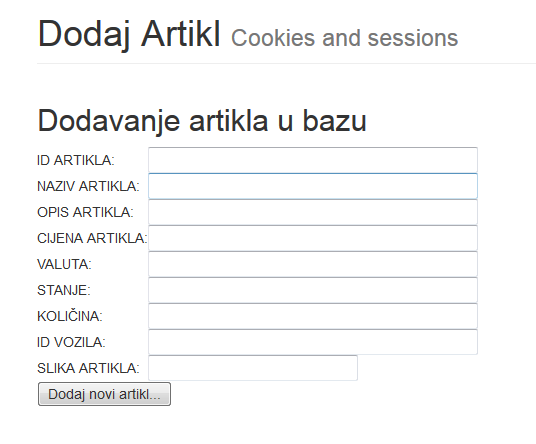 Dodaj Artikl Cookies and sessions
Dodavanje artikla u bazu
ID ARTIKLA:
NAZIV ARTIKLA:
OPIS ARTIKLA:
CIJENA ARTIKLA:
VALUTA:
STANJE:
KOLIČINA:
ID VOZILA:
SLIKA ARTIKLA:
Dodaj novi artikl...